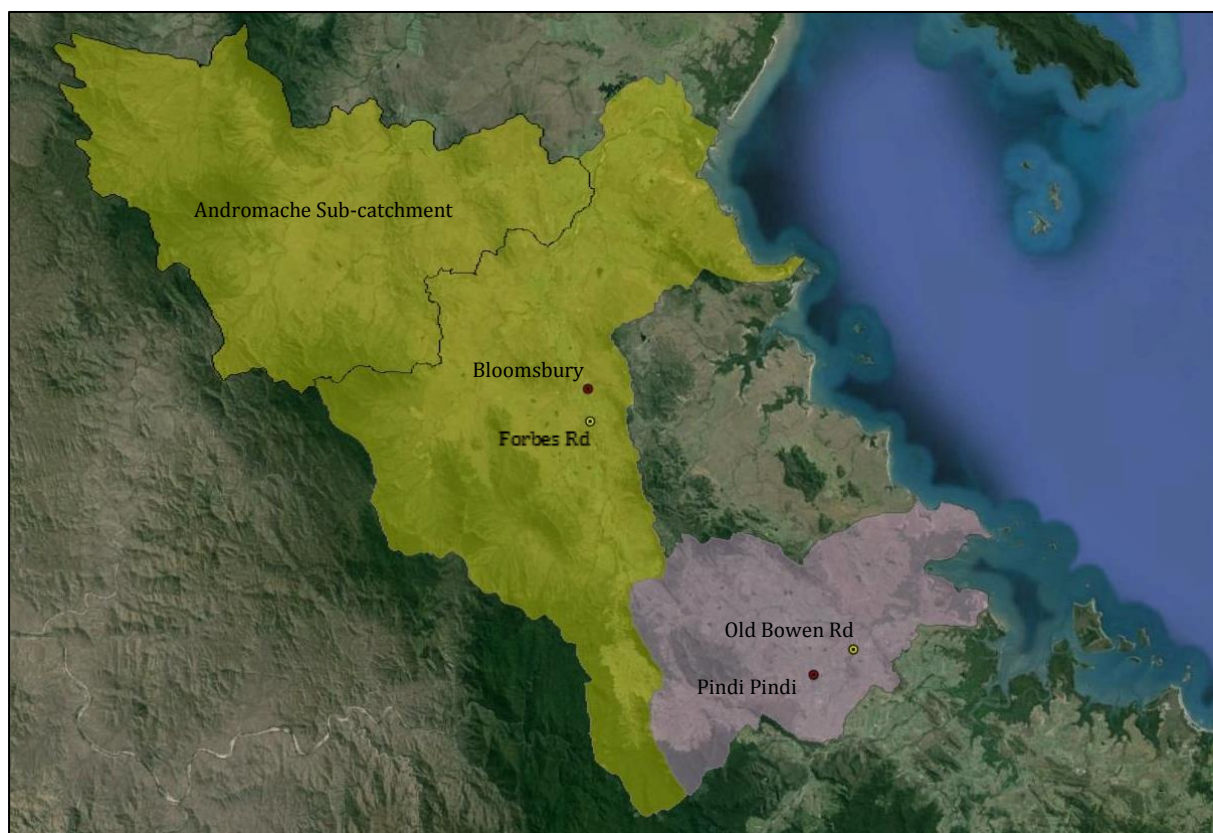 Andromache Sub-catchment
Bloomsbury
Forbes Rd
Old Bowen Rd
Pindi Pindi